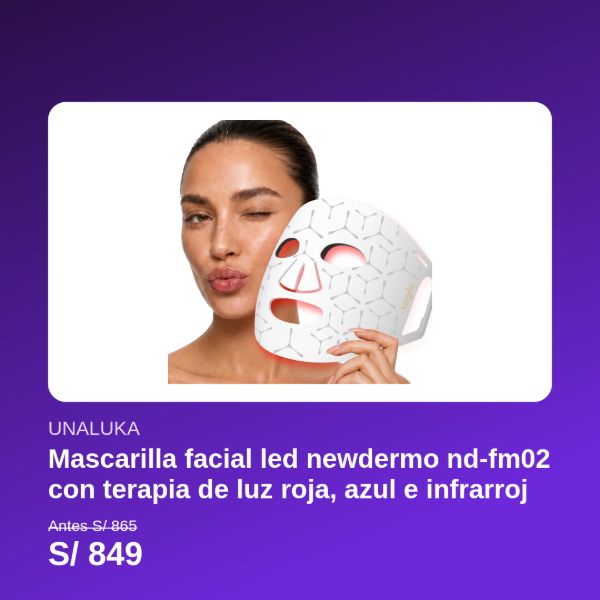 UNALUKA
Mascarilla facial led newdermo nd-fm02
con terapia de luz roja, azul e infrarroj
Antes S/ 865
S/ 849